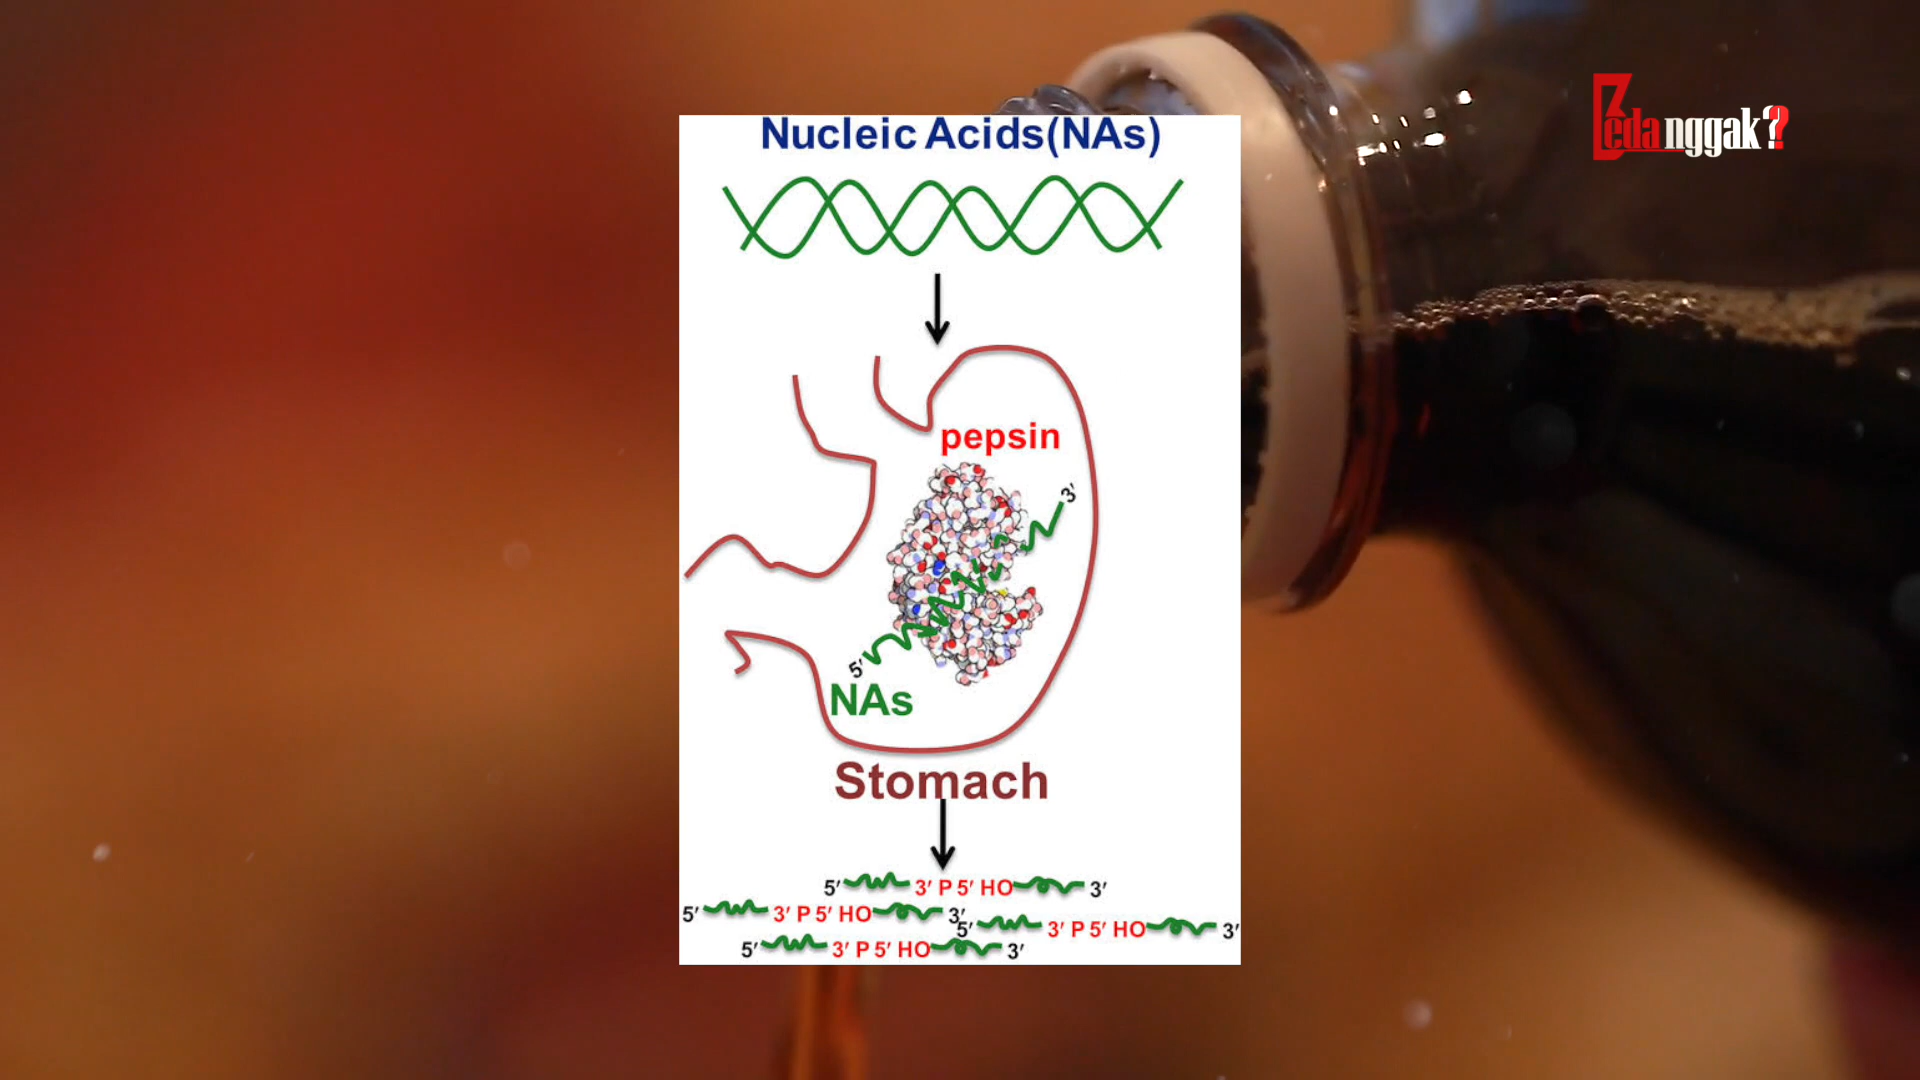 Bedanggak?
Nucleic Acids(NAs)
pepsin
3'
5'
NAs
Stomach
5' 3' P 5' HO 3'
5' 3' P 5' HO 3'
5' 3' P 5' HO 3'
5' 3' P 5' HO 3'